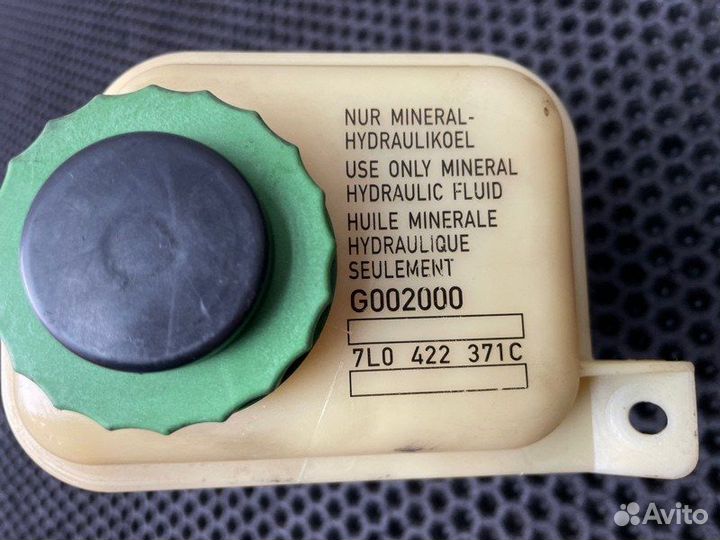 NUR MINERAL-
HYDRAULIKOEL
USE ONLY MINERAL
HYDRAULIC FLUID
HUILE MINERALE
HYDRAULIQUE
SEULEMENT
G002000
7L0 422 371C
Avito